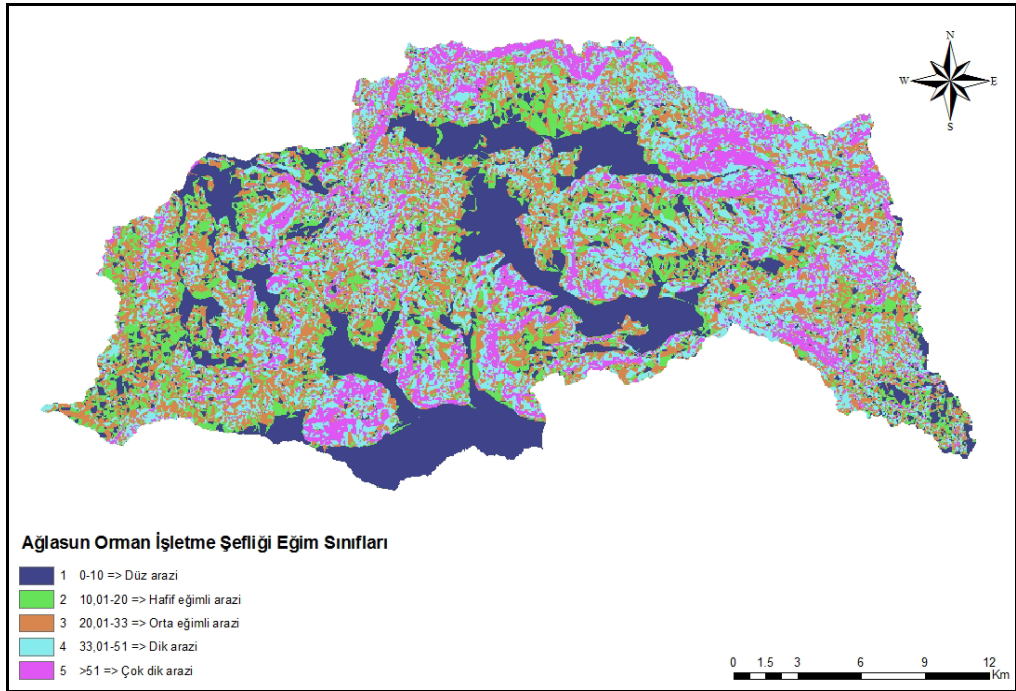 N
W
E
S
Ağlasun Orman İşletme Şefliği Eğim Sınıfları
1 0-10 => Düz arazi
2 10,01-20 => Hafif eğimli arazi
3 20,01-33 => Orta eğimli arazi
4 33,01-51 => Dik arazi
5 >51 => Çok dik arazi
0 1.5 3 6 9 12
Km